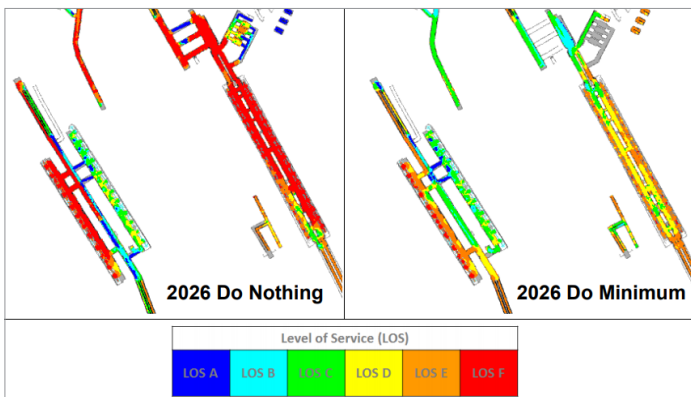 2026 Do Nothing
2026 Do Minimum
Level of Service (LOS)
LOS A
LOS B
LOS C
LOS D
LOS E
LOS F